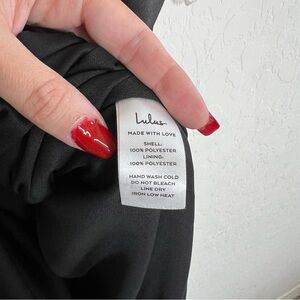 Lulus
MADE WITH LOVE
SHELL:
100% POLYESTER
LINING:
100% POLYESTER
HAND WASH COLD
DO NOT BLEACH
LINE DRY
IRON LOW HEAT